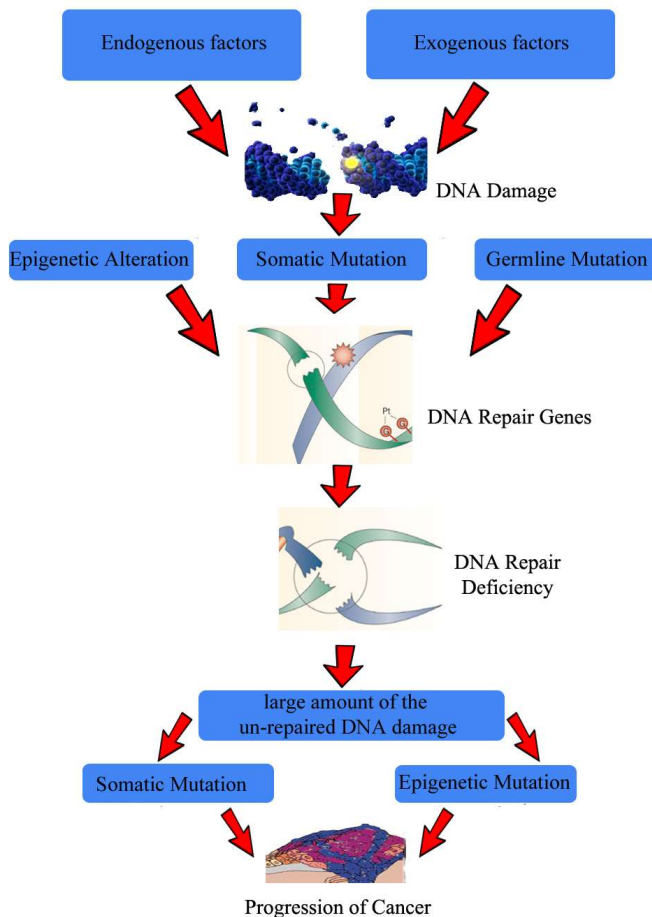 Endogenous factors
Exogenous factors
DNA Damage
Epigenetic Alteration
Somatic Mutation
Germline Mutation
Pt
G
G
DNA Repair Genes
DNA Repair
Deficiency
large amount of the
un-repaired DNA damage
Somatic Mutation
Epigenetic Mutation
Progression of Cancer